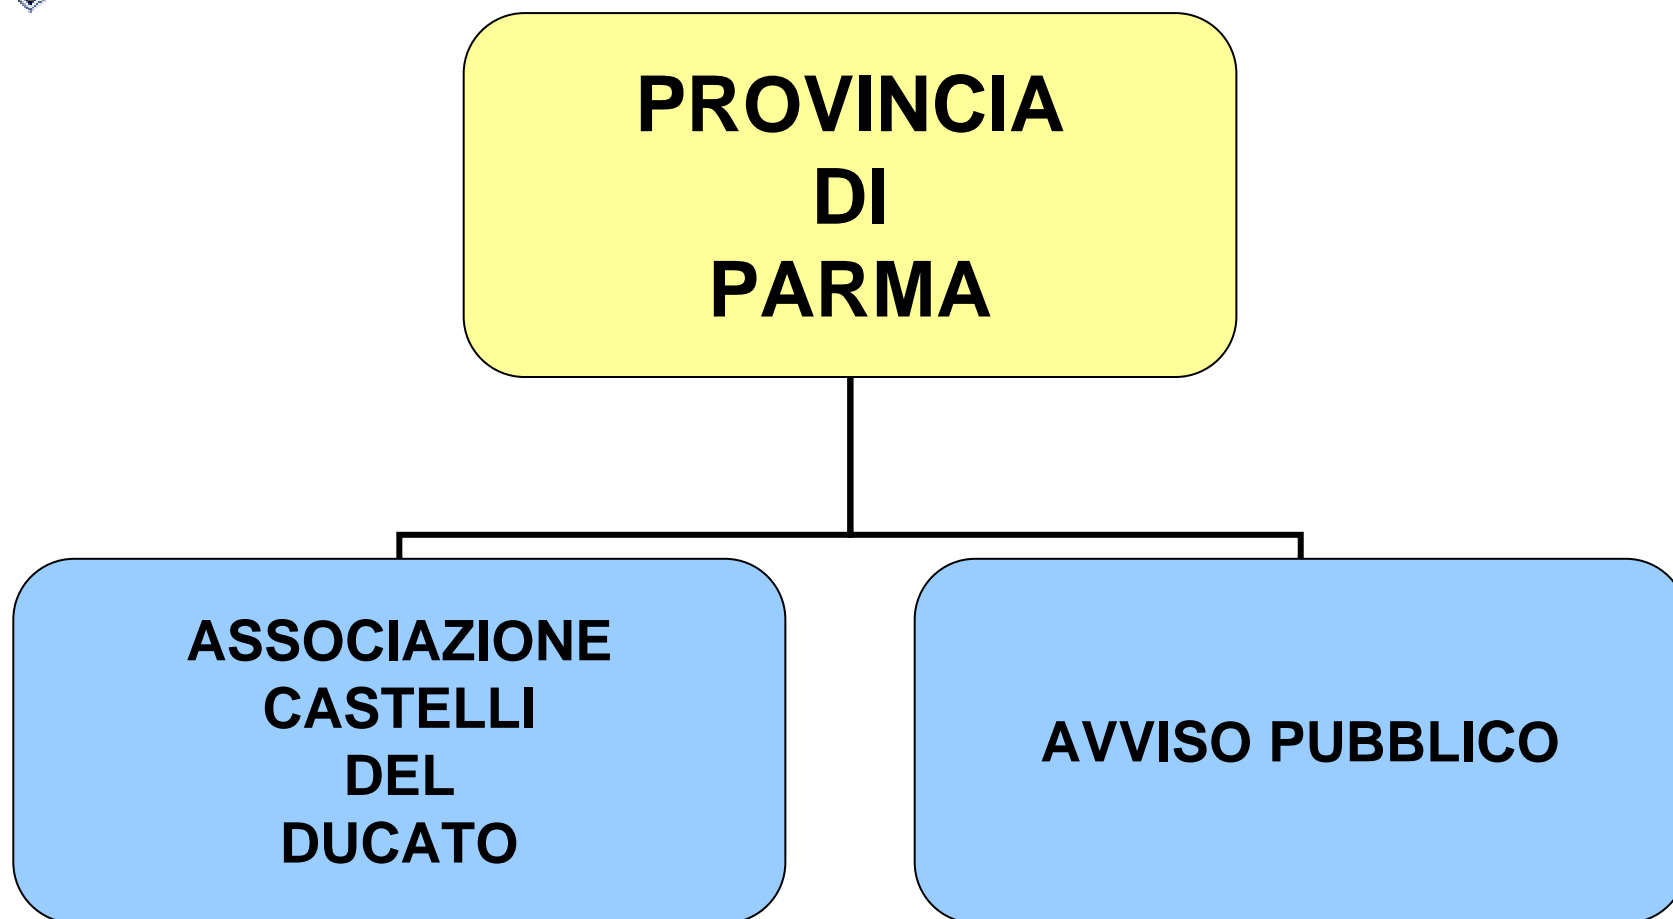 PROVINCIA
DI
PARMA
ASSOCIAZIONE
CASTELLI
DEL
DUCATO
AVVISO PUBBLICO